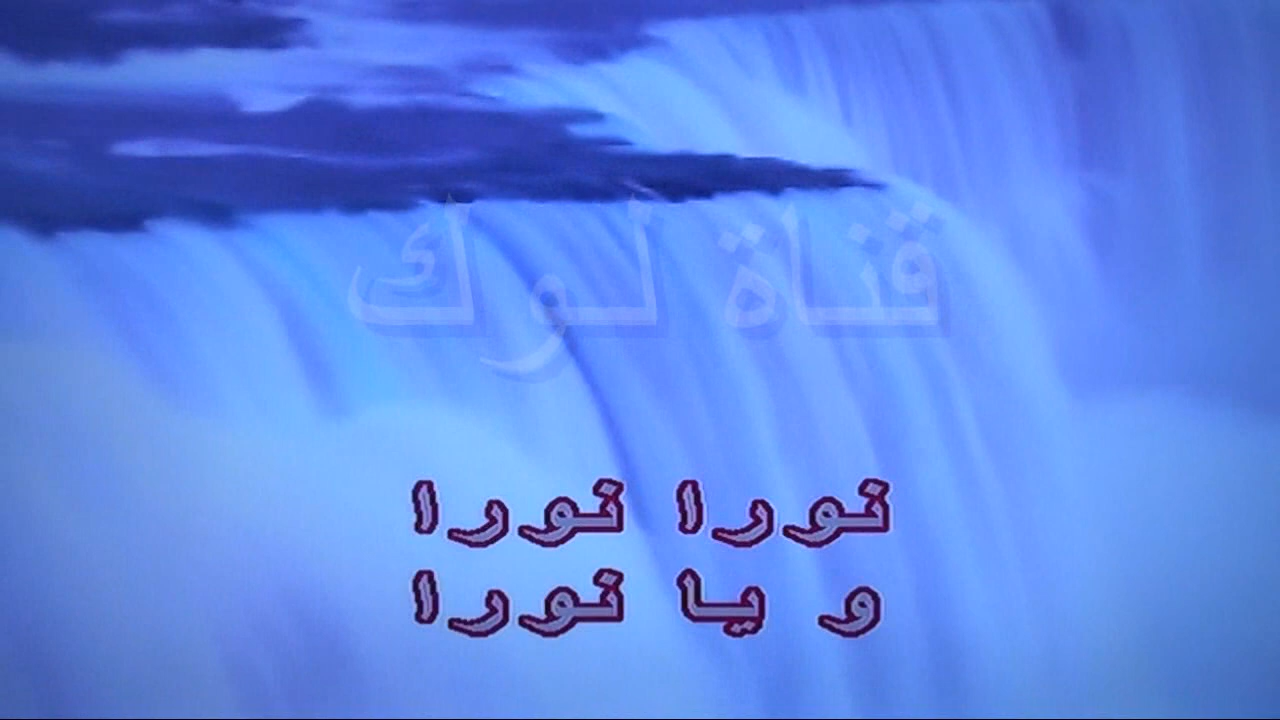 قناة لوك
نورا نورا
و يا نورا